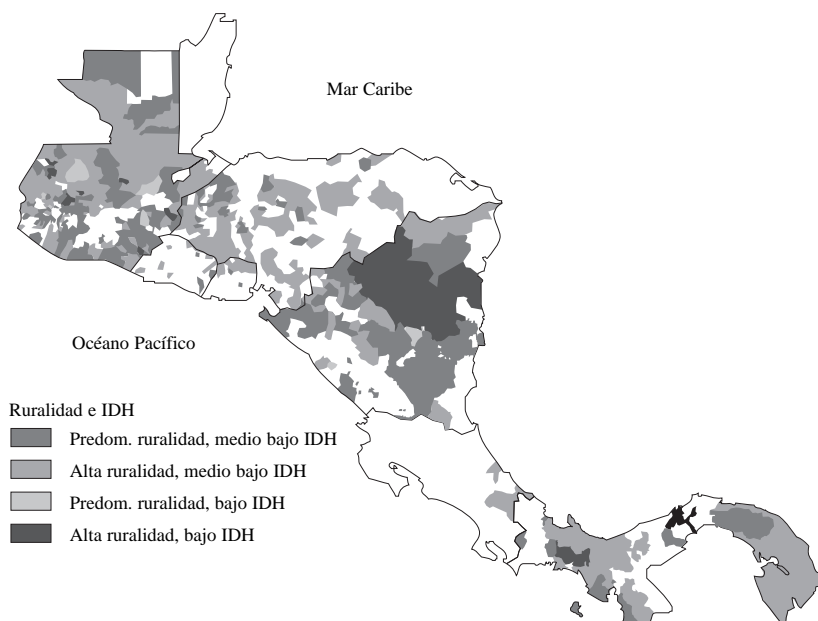 Mar Caribe
Océano Pacífico
Ruralidad e IDH
Predom. ruralidad, medio bajo IDH
Alta ruralidad, medio bajo IDH
Predom. ruralidad, bajo IDH
Alta ruralidad, bajo IDH